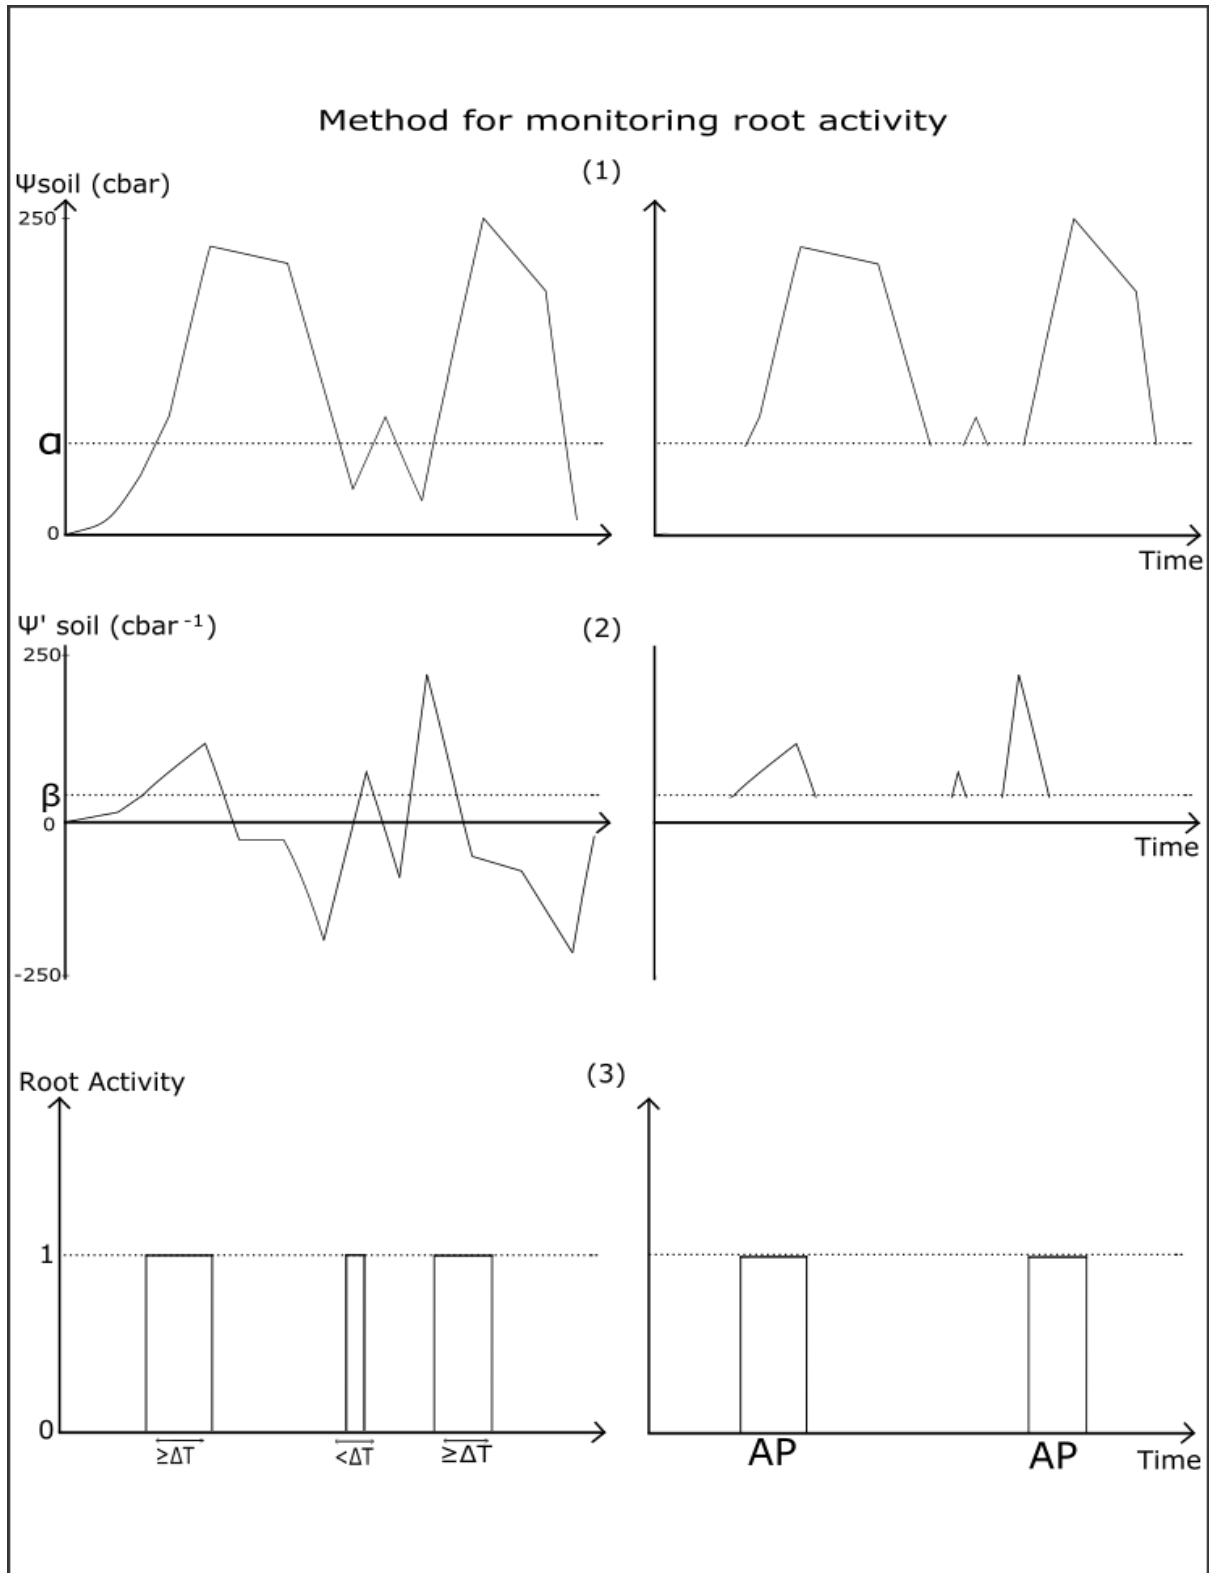 Method for monitoring root activity
(1)
Ψsoil (cbar)
250
ɑ
0
Time
Ψ' soil (cbar⁻¹)
(2)
250
β
0
Time
-250
Root Activity
(3)
1
0
≥ΔT
<ΔT
≥ΔT
AP
AP
Time